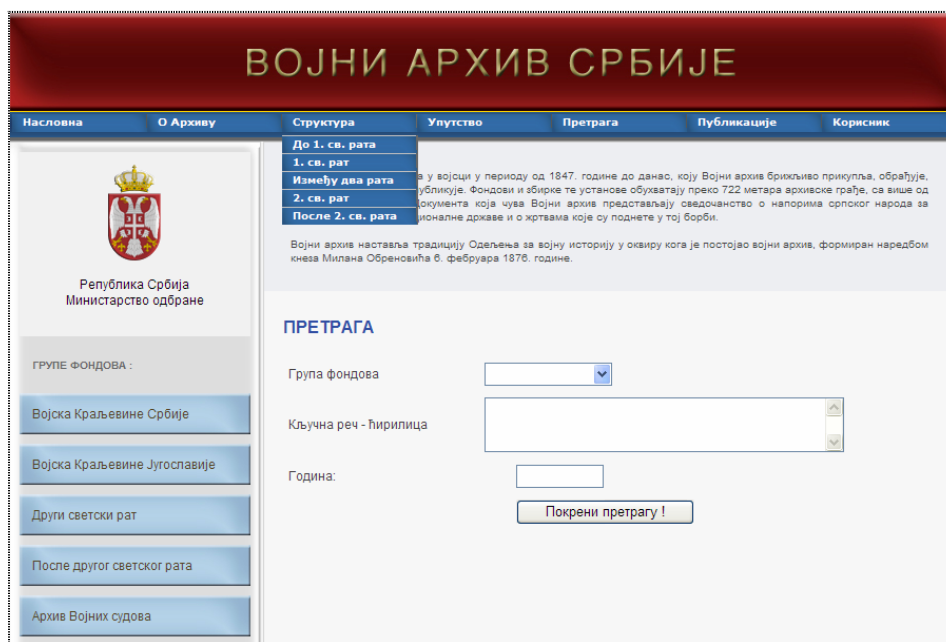 ВОЈНИ АРХИВ СРБИЈЕ
Насловна О Архиву Структура Упутство Претрага Публикације Корисник
До 1. св. рата
1. св. рат
Између два рата
2. св. рат
После 2. св. рата
а у војсци у периоду од 1847. године до данас, коју Војни архив брижљиво прикупља, обрађује,
убликује. Фондови и збирке те установе обухватају преко 722 метара архивске грађе, са више од
Документа која чува Војни архив представљају сведочанство о напорима српског народа за
ционалне државе и о жртвама које су поднете у тој борби.
Војни архив наставља традицију Одељења за војну историју у оквиру кога је постојао војни архив, формиран наредбом
кнеза Милана Обреновића 6. фебруара 1876. године.
Република Србија
Министарство одбране
ГРУПЕ ФОНДОВА :
Војска Краљевине Србије
Војска Краљевине Југославије
Други светски рат
После другог светског рата
Архив Војних судова
ПРЕТРАГА
Група фондова
Кључна реч - ћирилица
Година:
Покрени претрагу !